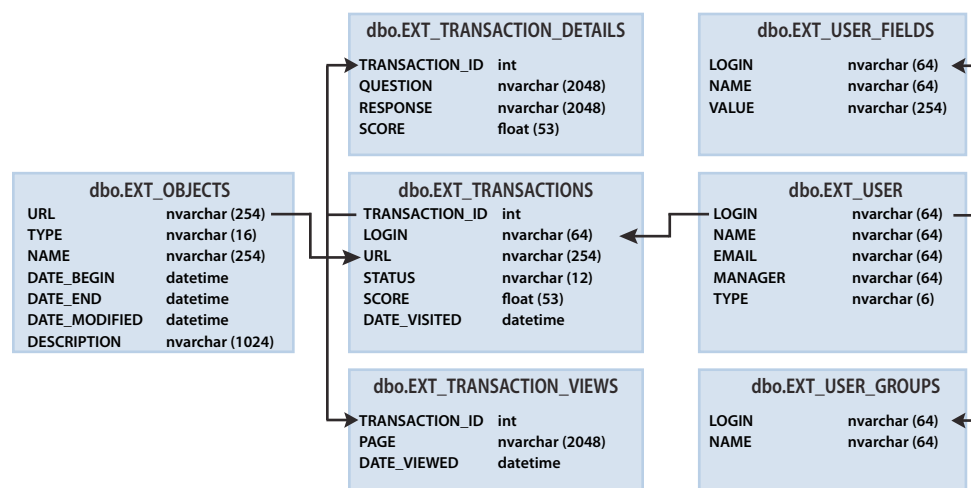 dbo.EXT_TRANSACTION_DETAILS
TRANSACTION_ID int
QUESTION nvarchar (2048)
RESPONSE nvarchar (2048)
SCORE float (53)
dbo.EXT_USER_FIELDS
LOGIN nvarchar (64)
NAME nvarchar (64)
VALUE nvarchar (254)
dbo.EXT_OBJECTS
URL nvarchar (254)
TYPE nvarchar (16)
NAME nvarchar (254)
DATE_BEGIN datetime
DATE_END datetime
DATE_MODIFIED datetime
DESCRIPTION nvarchar (1024)
dbo.EXT_TRANSACTIONS
TRANSACTION_ID int
LOGIN nvarchar (64)
URL nvarchar (254)
STATUS nvarchar (12)
SCORE float (53)
DATE_VISITED datetime
dbo.EXT_USER
LOGIN nvarchar (64)
NAME nvarchar (64)
EMAIL nvarchar (64)
MANAGER nvarchar (64)
TYPE nvarchar (6)
dbo.EXT_TRANSACTION_VIEWS
TRANSACTION_ID int
PAGE nvarchar (2048)
DATE_VIEWED datetime
dbo.EXT_USER_GROUPS
LOGIN nvarchar (64)
NAME nvarchar (64)